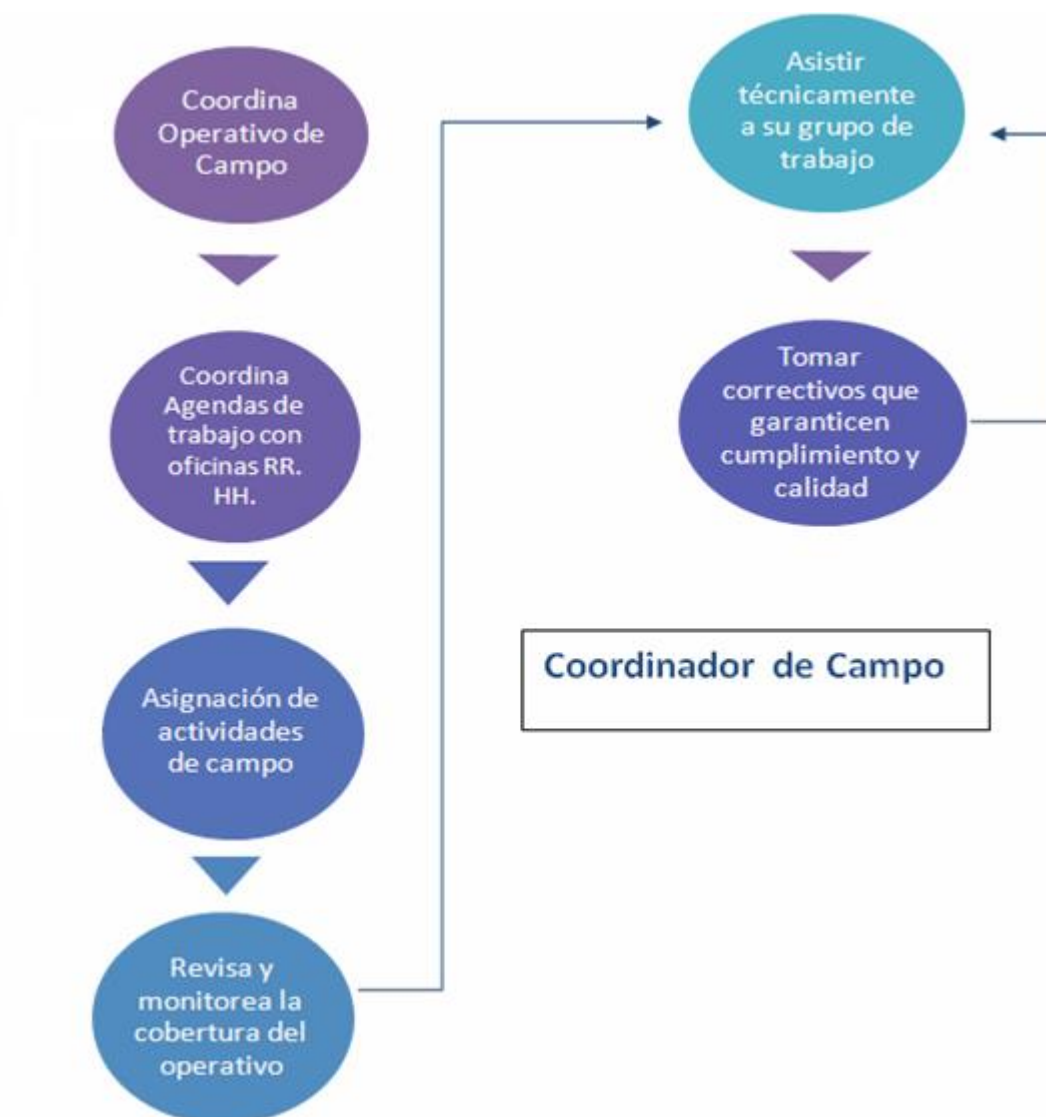 Coordina
Operativo de
Campo
Coordina
Agendas de
trabajo con
oficinas RR.
HH.
Asignación de
actividades
de campo
Revisa y
monitorea la
cobertura del
operativo
Asistir
técnicamente
a su grupo de
trabajo
Tomar
correctivos que
garanticen
cumplimiento y
calidad
Coordinador de Campo